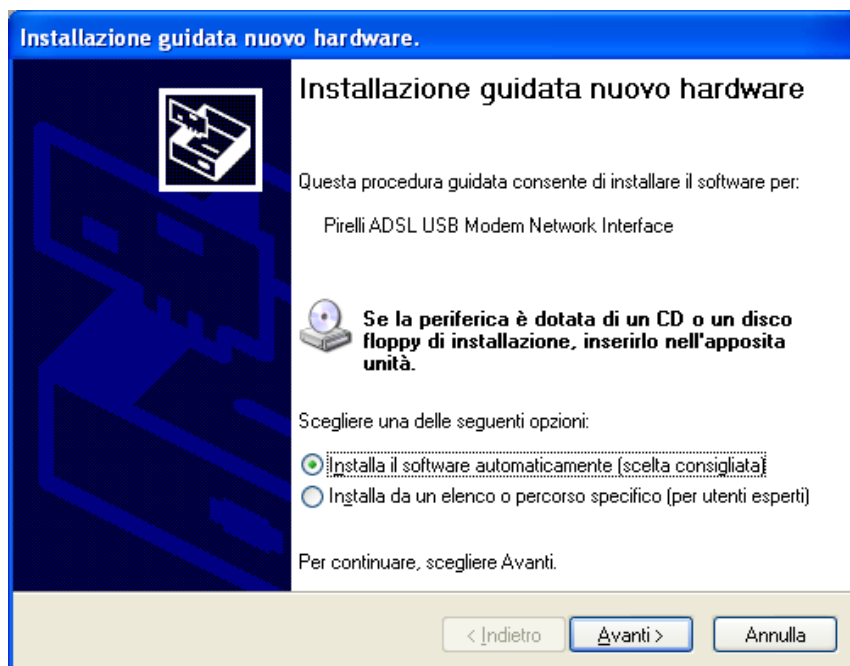 Installazione guidata nuovo hardware.
Installazione guidata nuovo hardware
Questa procedura guidata consente di installare il software per:
Pirelli ADSL USB Modem Network Interface
Se la periferica è dotata di un CD o un disco
floppy di installazione, inserirlo nell'apposita
unità.
Scegliere una delle seguenti opzioni:
Installa il software automaticamente (scelta consigliata)
Installa da un elenco o percorso specifico (per utenti esperti)
Per continuare, scegliere Avanti.
< Indietro Avanti > Annulla